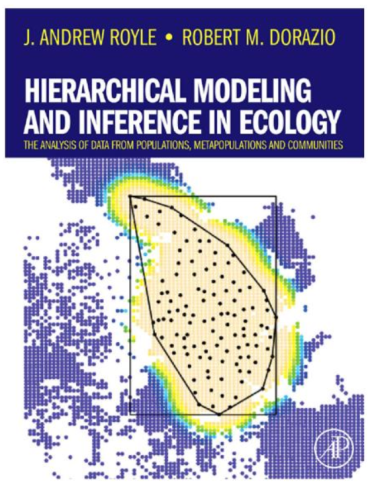 J. ANDREW ROYLE • ROBERT M. DORAZIO
HIERARCHICAL MODELING
AND INFERENCE IN ECOLOGY
THE ANALYSIS OF DATA FROM POPULATIONS, METAPOPULATIONS AND COMMUNITIES
AP